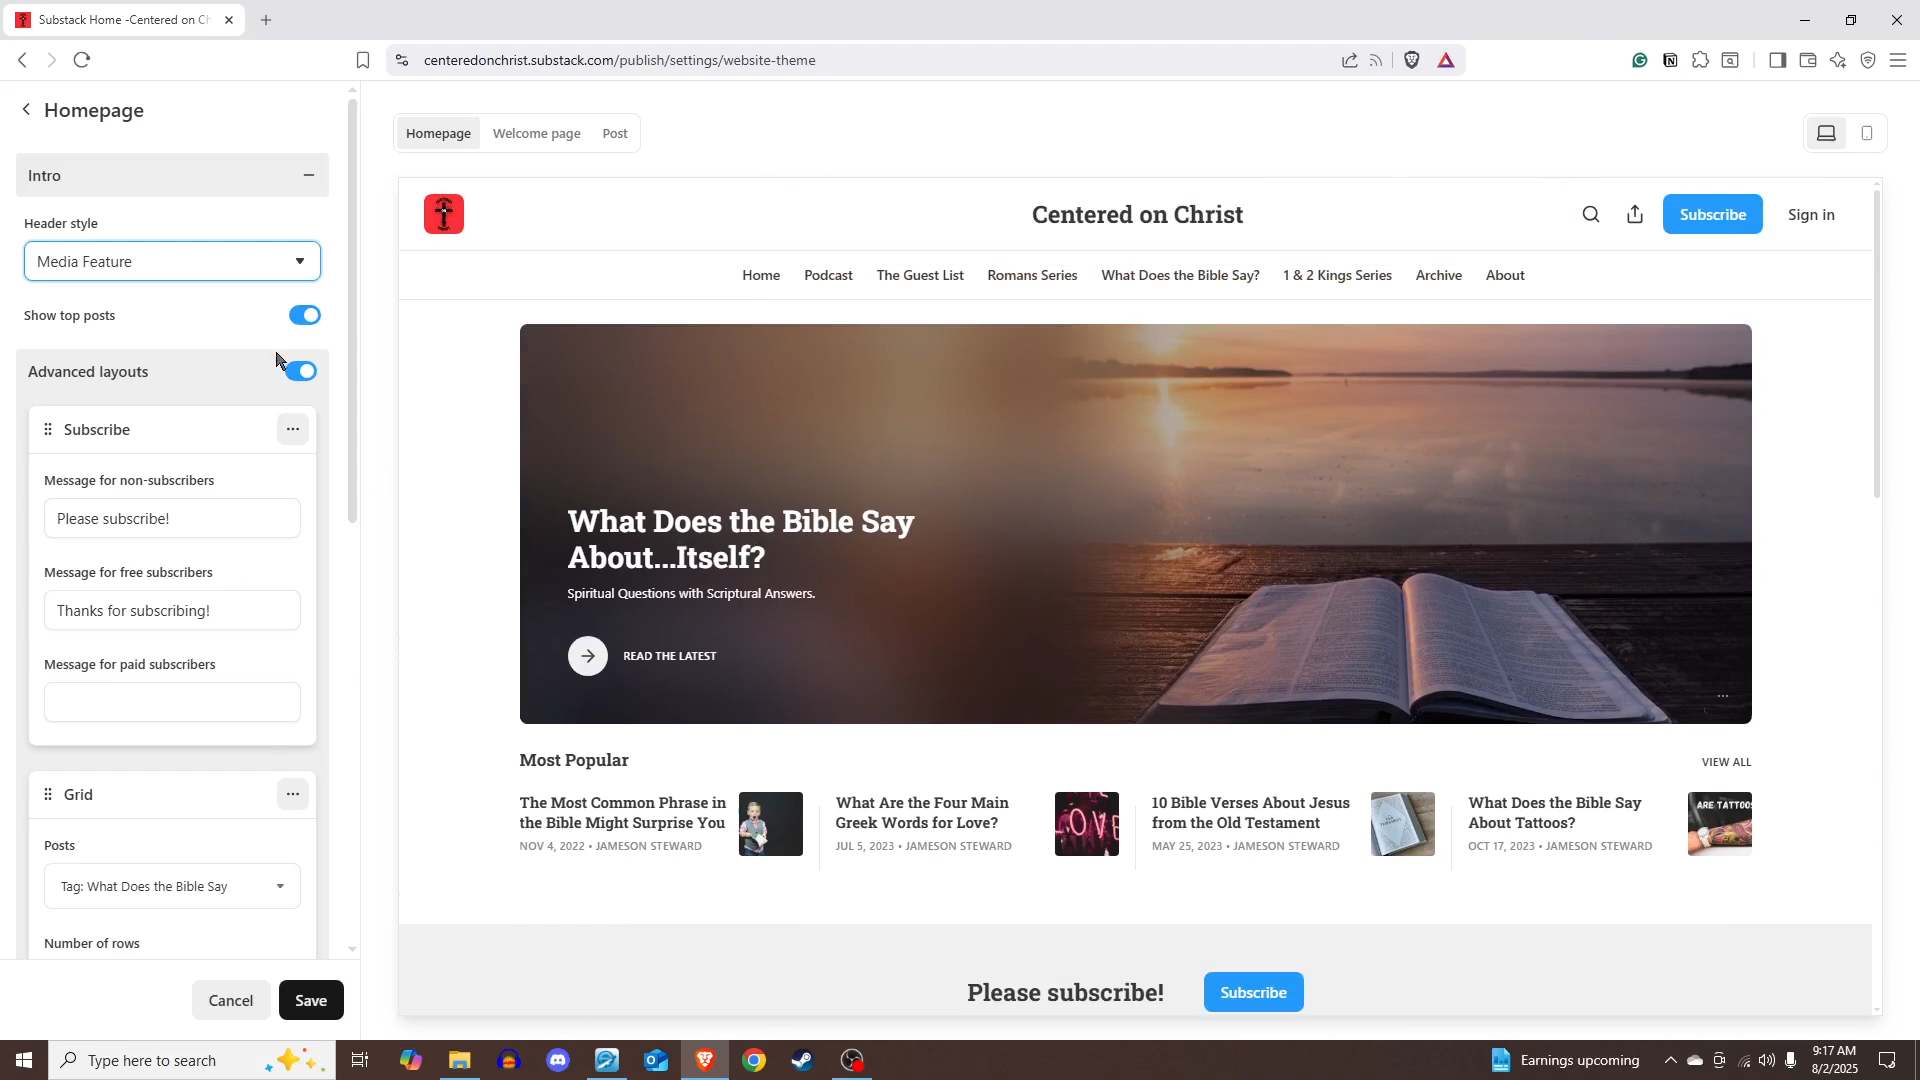 Substack Home -Centered on Ch
centeredonchrist.substack.com/publish/settings/website-theme
Homepage
Intro
Header style
Media Feature
Show top posts
Advanced layouts
Subscribe
Message for non-subscribers
Please subscribe!
Message for free subscribers
Thanks for subscribing!
Message for paid subscribers
Grid
Posts
Tag: What Does the Bible Say
Number of rows
Cancel
Save
Homepage
Welcome page
Post
Centered on Christ
Subscribe
Sign in
Home
Podcast
The Guest List
Romans Series
What Does the Bible Say?
1 & 2 Kings Series
Archive
About
What Does the Bible Say
About...Itself?
Spiritual Questions with Scriptural Answers.
READ THE LATEST
Most Popular
VIEW ALL
The Most Common Phrase in
the Bible Might Surprise You
NOV 4, 2022 • JAMESON STEWARD
What Are the Four Main
Greek Words for Love?
JUL 5, 2023 • JAMESON STEWARD
10 Bible Verses About Jesus
from the Old Testament
MAY 25, 2023 • JAMESON STEWARD
What Does the Bible Say
About Tattoos?
OCT 17, 2023 • JAMESON STEWARD
ARE TATTOOS
Please subscribe!
Subscribe
Type here to search
Earnings upcoming
9:17 AM
8/2/2025